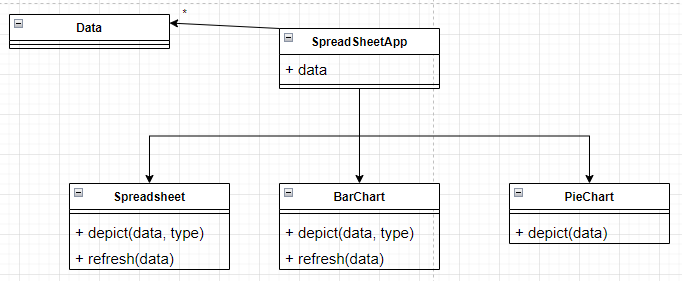 *
Data
SpreadSheetApp
+ data
Spreadsheet
+ depict(data, type)
+ refresh(data)
BarChart
+ depict(data, type)
+ refresh(data)
PieChart
+ depict(data)